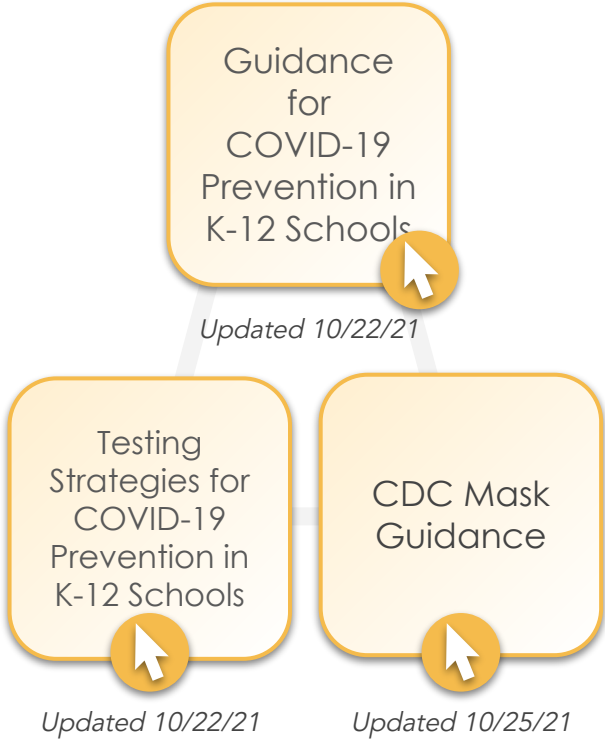 Guidance
for
COVID-19
Prevention in
K-12 Schools
Updated 10/22/21
Testing
Strategies for
COVID-19
Prevention in
K-12 Schools
Updated 10/22/21
CDC Mask
Guidance
Updated 10/25/21